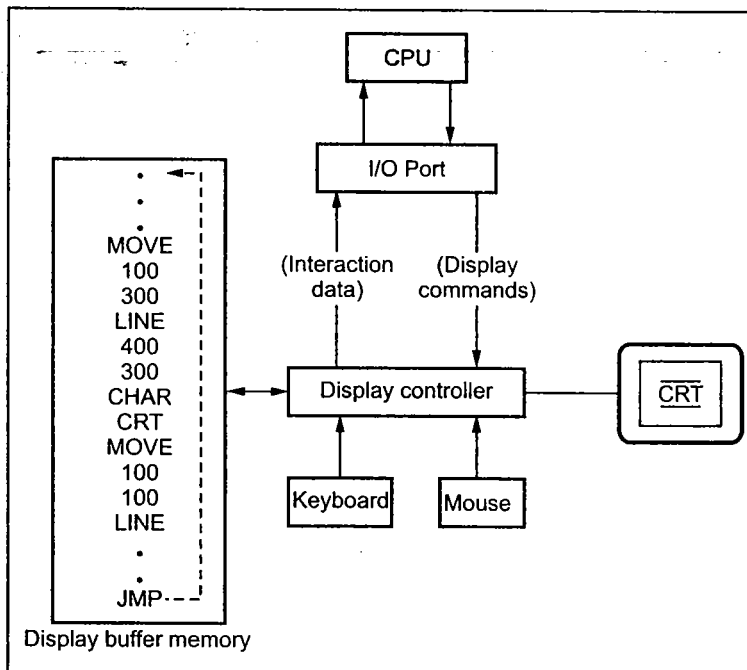 CPU
I/O Port
(Interaction
data)
(Display
commands)
•
•
•
MOVE
100
300
LINE
400
300
CHAR
CRT
MOVE
100
100
LINE
•
•
JMP
Display buffer memory
Display controller
CRT
Keyboard
Mouse